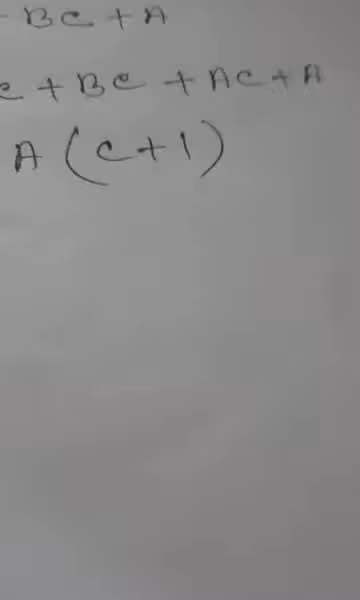 BC + A
C + BC + AC + A
A (C+1)